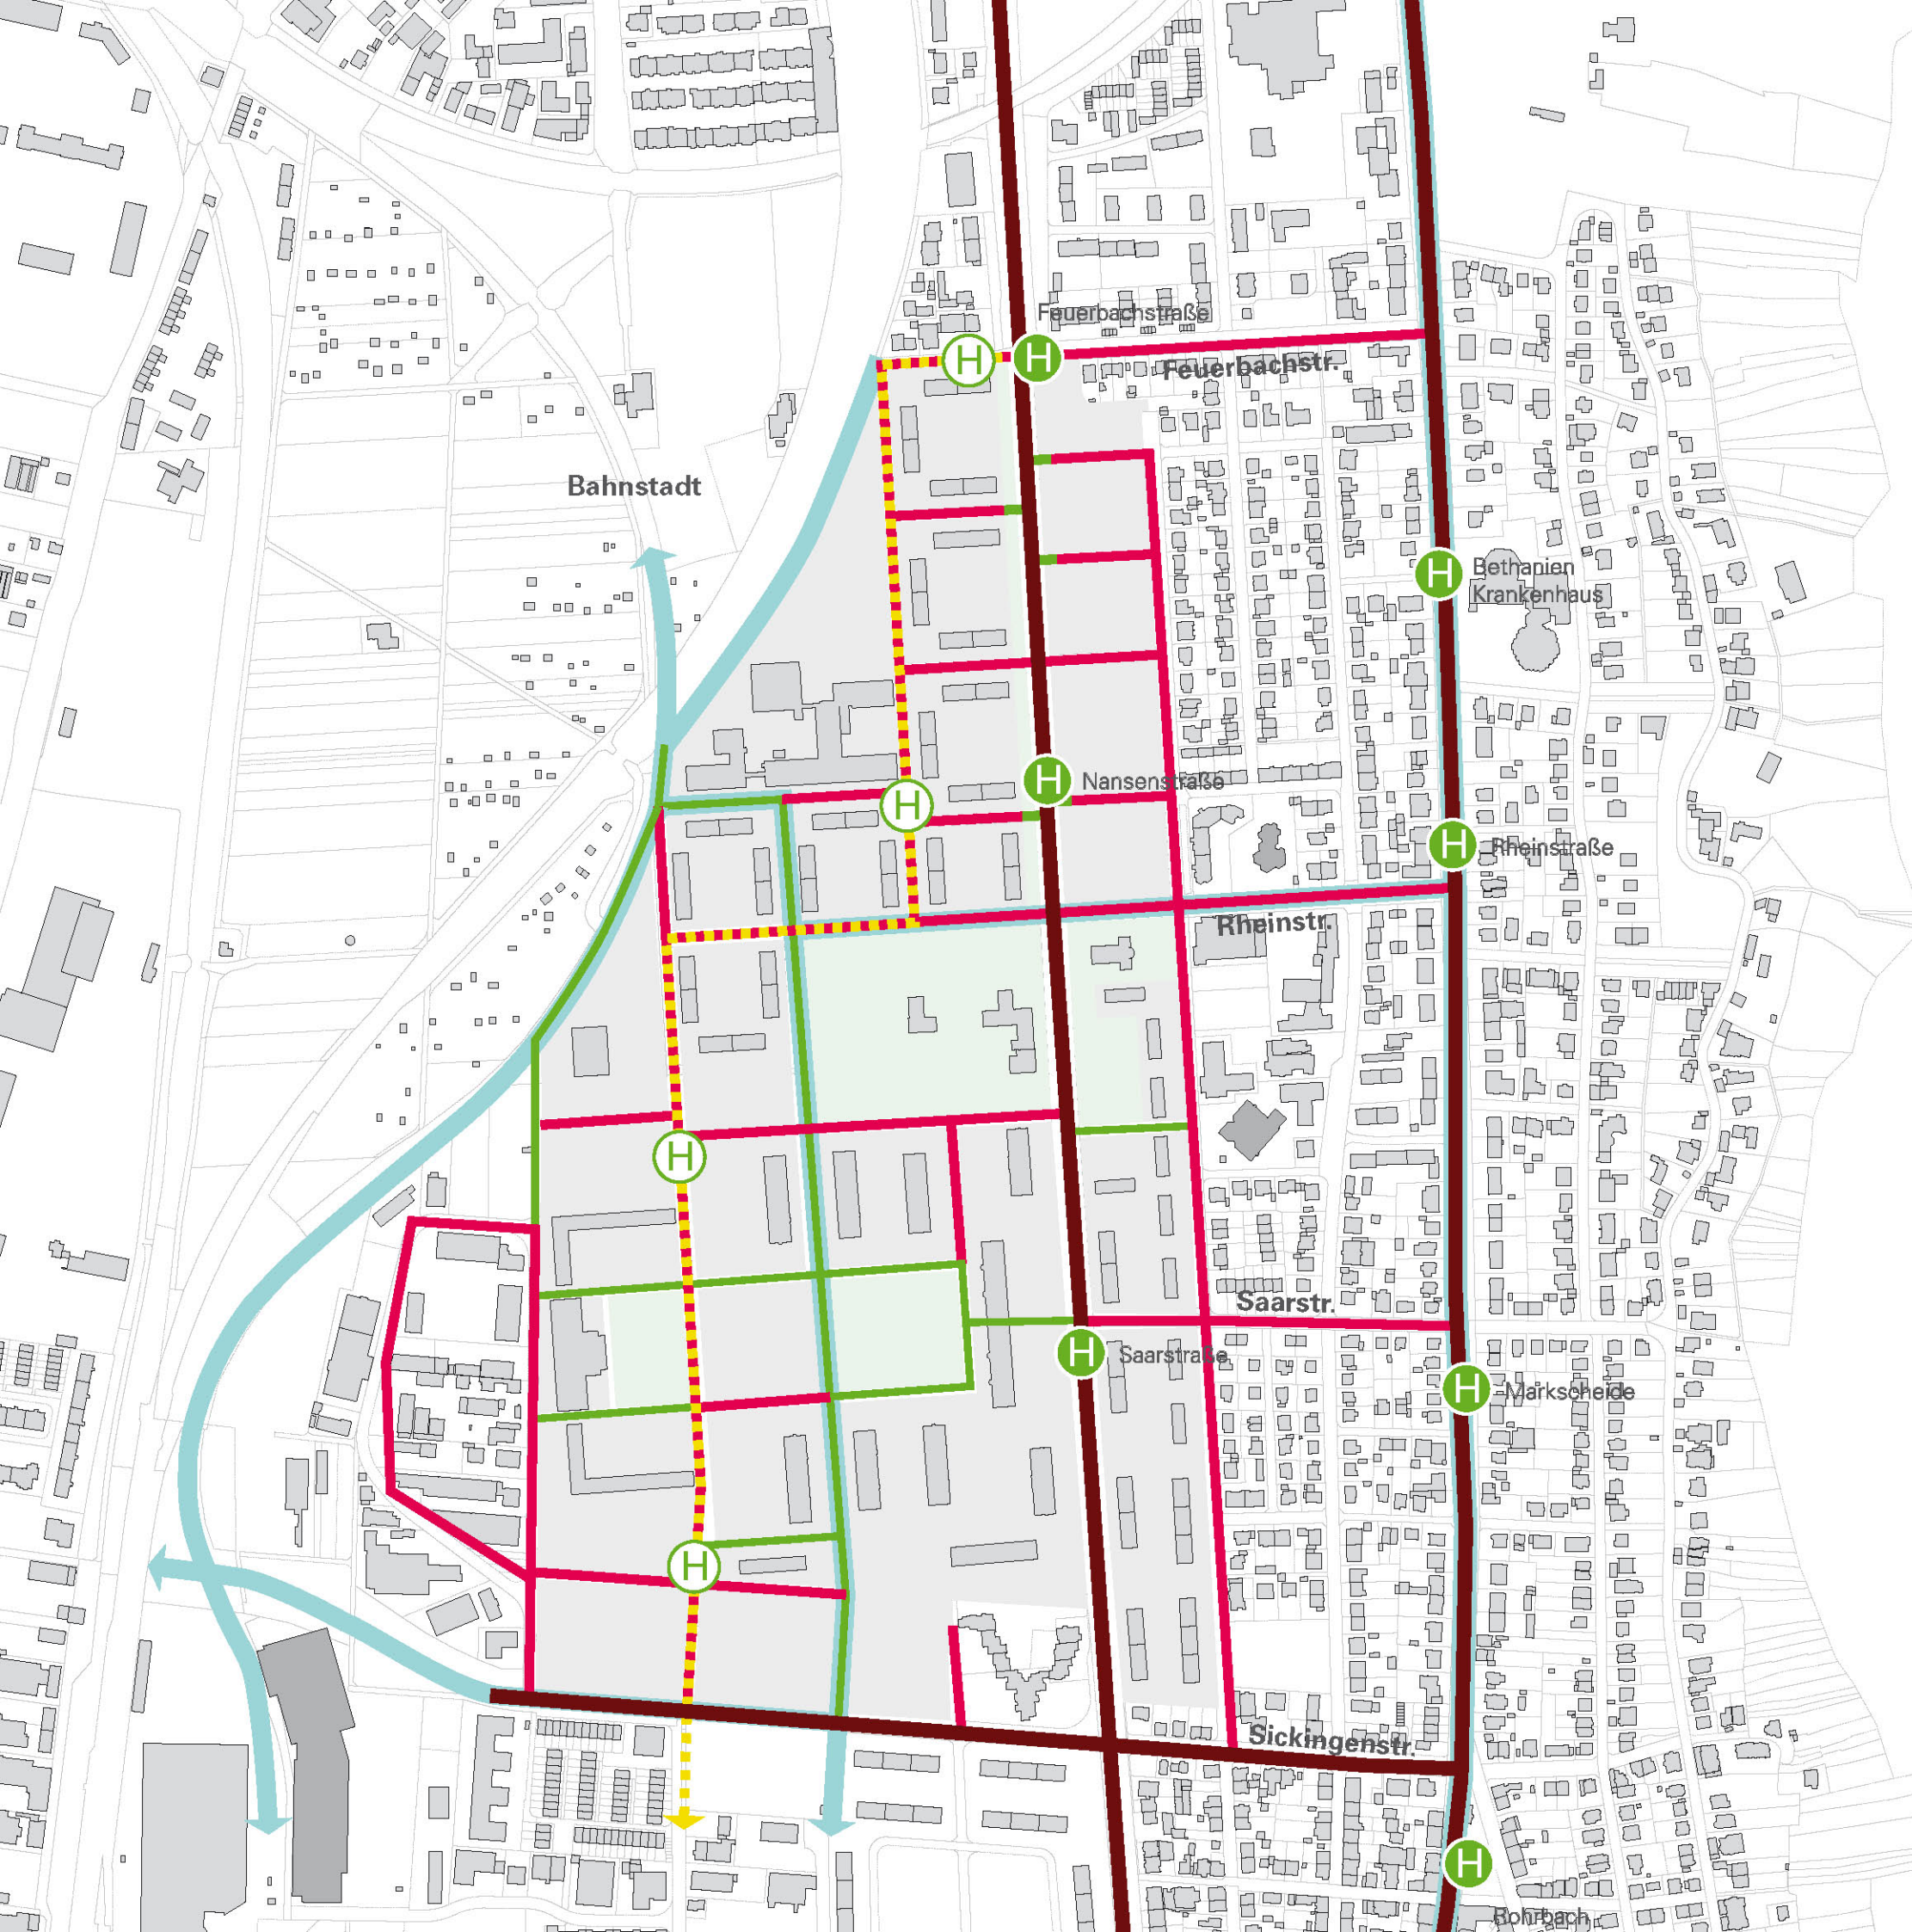 Feuerbachstraße
H
H
Feuerbachstr.
Bahnstadt
H
Bethanien
Krankenhaus
H
Nansenstraße
H
H
Rheinstraße
Rheinstr.
H
Saarstr.
H
Saarstraße
H
Markscheide
H
Sickingenstr.
H
Rohrbach